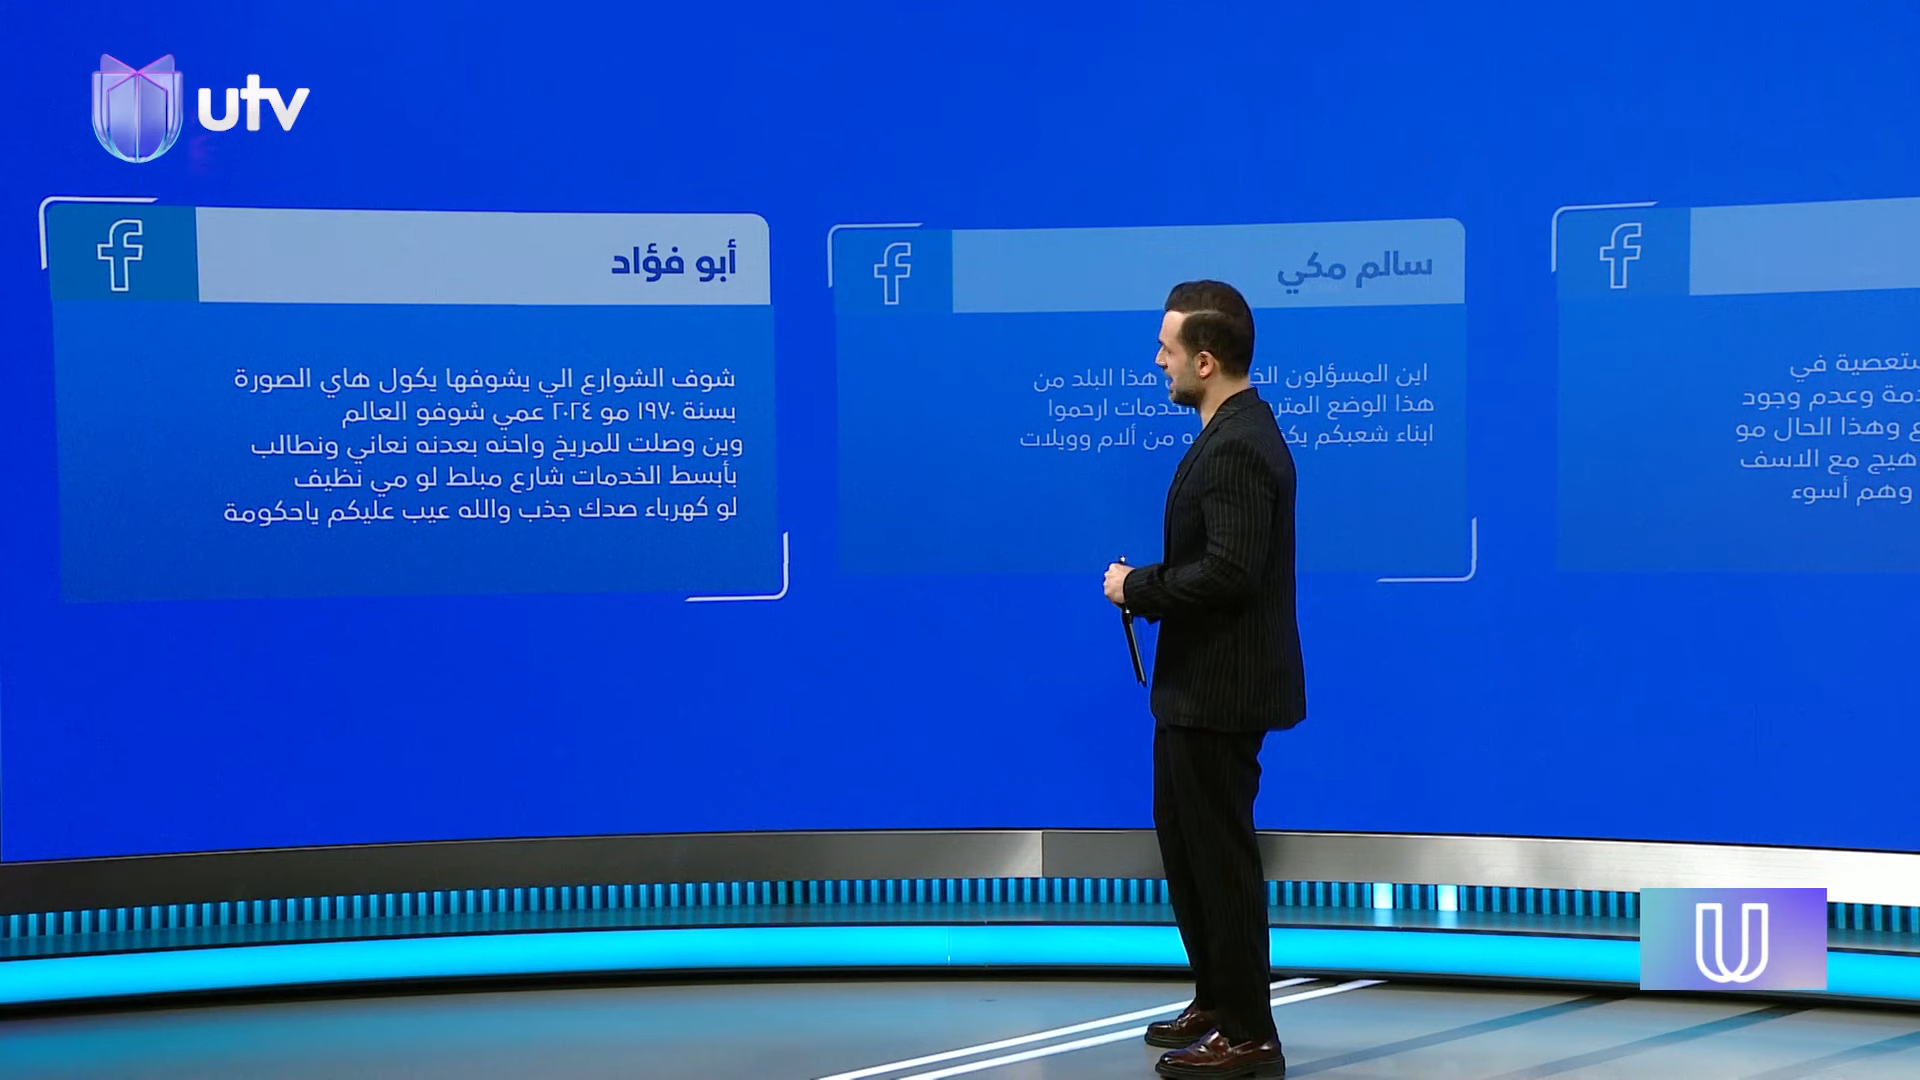 utv
أبو فؤاد
شوف الشوارع الي يشوفها يكول هاي الصورة
بسنة ١٩٧٠ مو ٢٠٢٤ عمي شوفو العالم
وين وصلت للمريخ واحنه بعدنه نعاني ونطالب
بأبسط الخدمات شارع مبلط لو مي نظيف
لو كهرباء صدك جذب والله عيب عليكم ياحكومة
سالم مكي
اين المسؤولون هذا البلد من
هذا الوضع ارحموا
ابناء شعبكم من ألام وويلات
في
وعدم وجود
وهذا الحال مو
مع الاسف
وهم أسوء
U